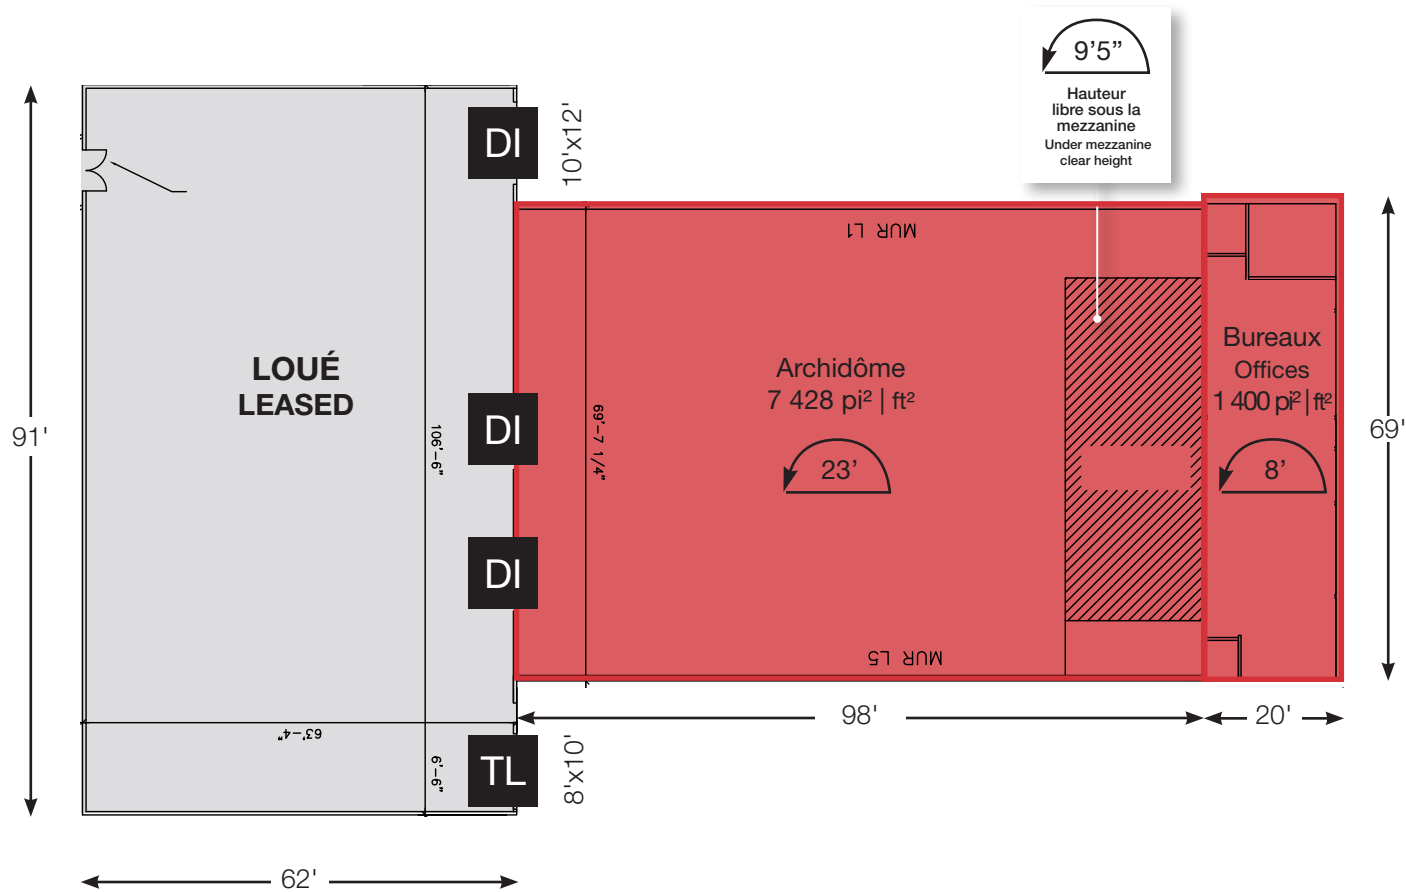 9’5”
Hauteur
libre sous la
mezzanine
Under mezzanine
clear height
DI
10'x12'
MUR L1
LOUÉ
LEASED
Archidôme
7 428 pi² | ft²
23’
Bureaux
Offices
1 400 pi² | ft²
8’
91'
106'-6"
DI
69'-7 1/4"
69'
DI
MUR L5
98'
20'
63'-4"
6'-6"
TL
8'x10'
62'